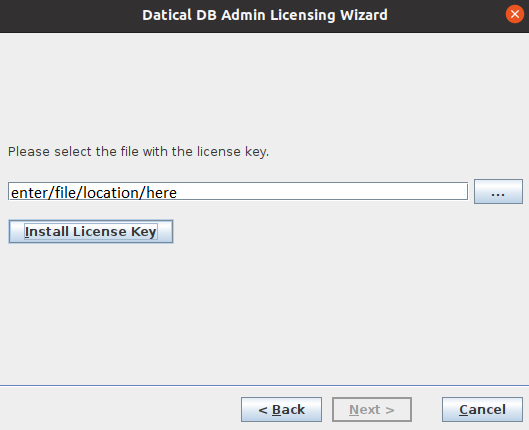 Datical DB Admin Licensing Wizard
Please select the file with the license key.
enter/file/location/here
...
Install License Key
< Back
Next >
Cancel